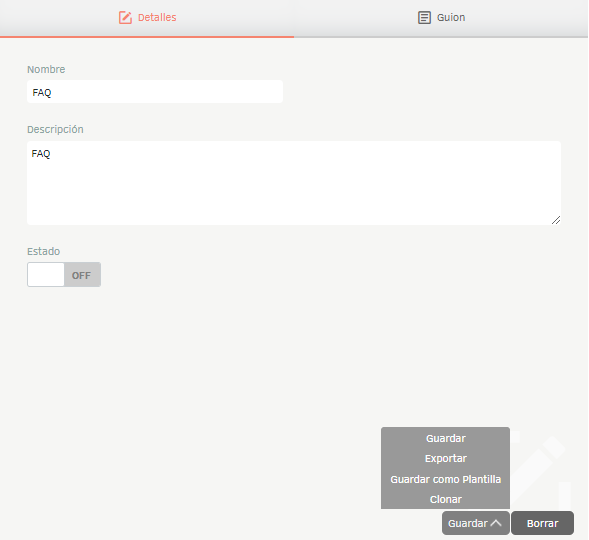 Detalles
Guion
Nombre
FAQ
Descripción
FAQ
Estado
OFF
Guardar
Exportar
Guardar como Plantilla
Clonar
Guardar
Borrar